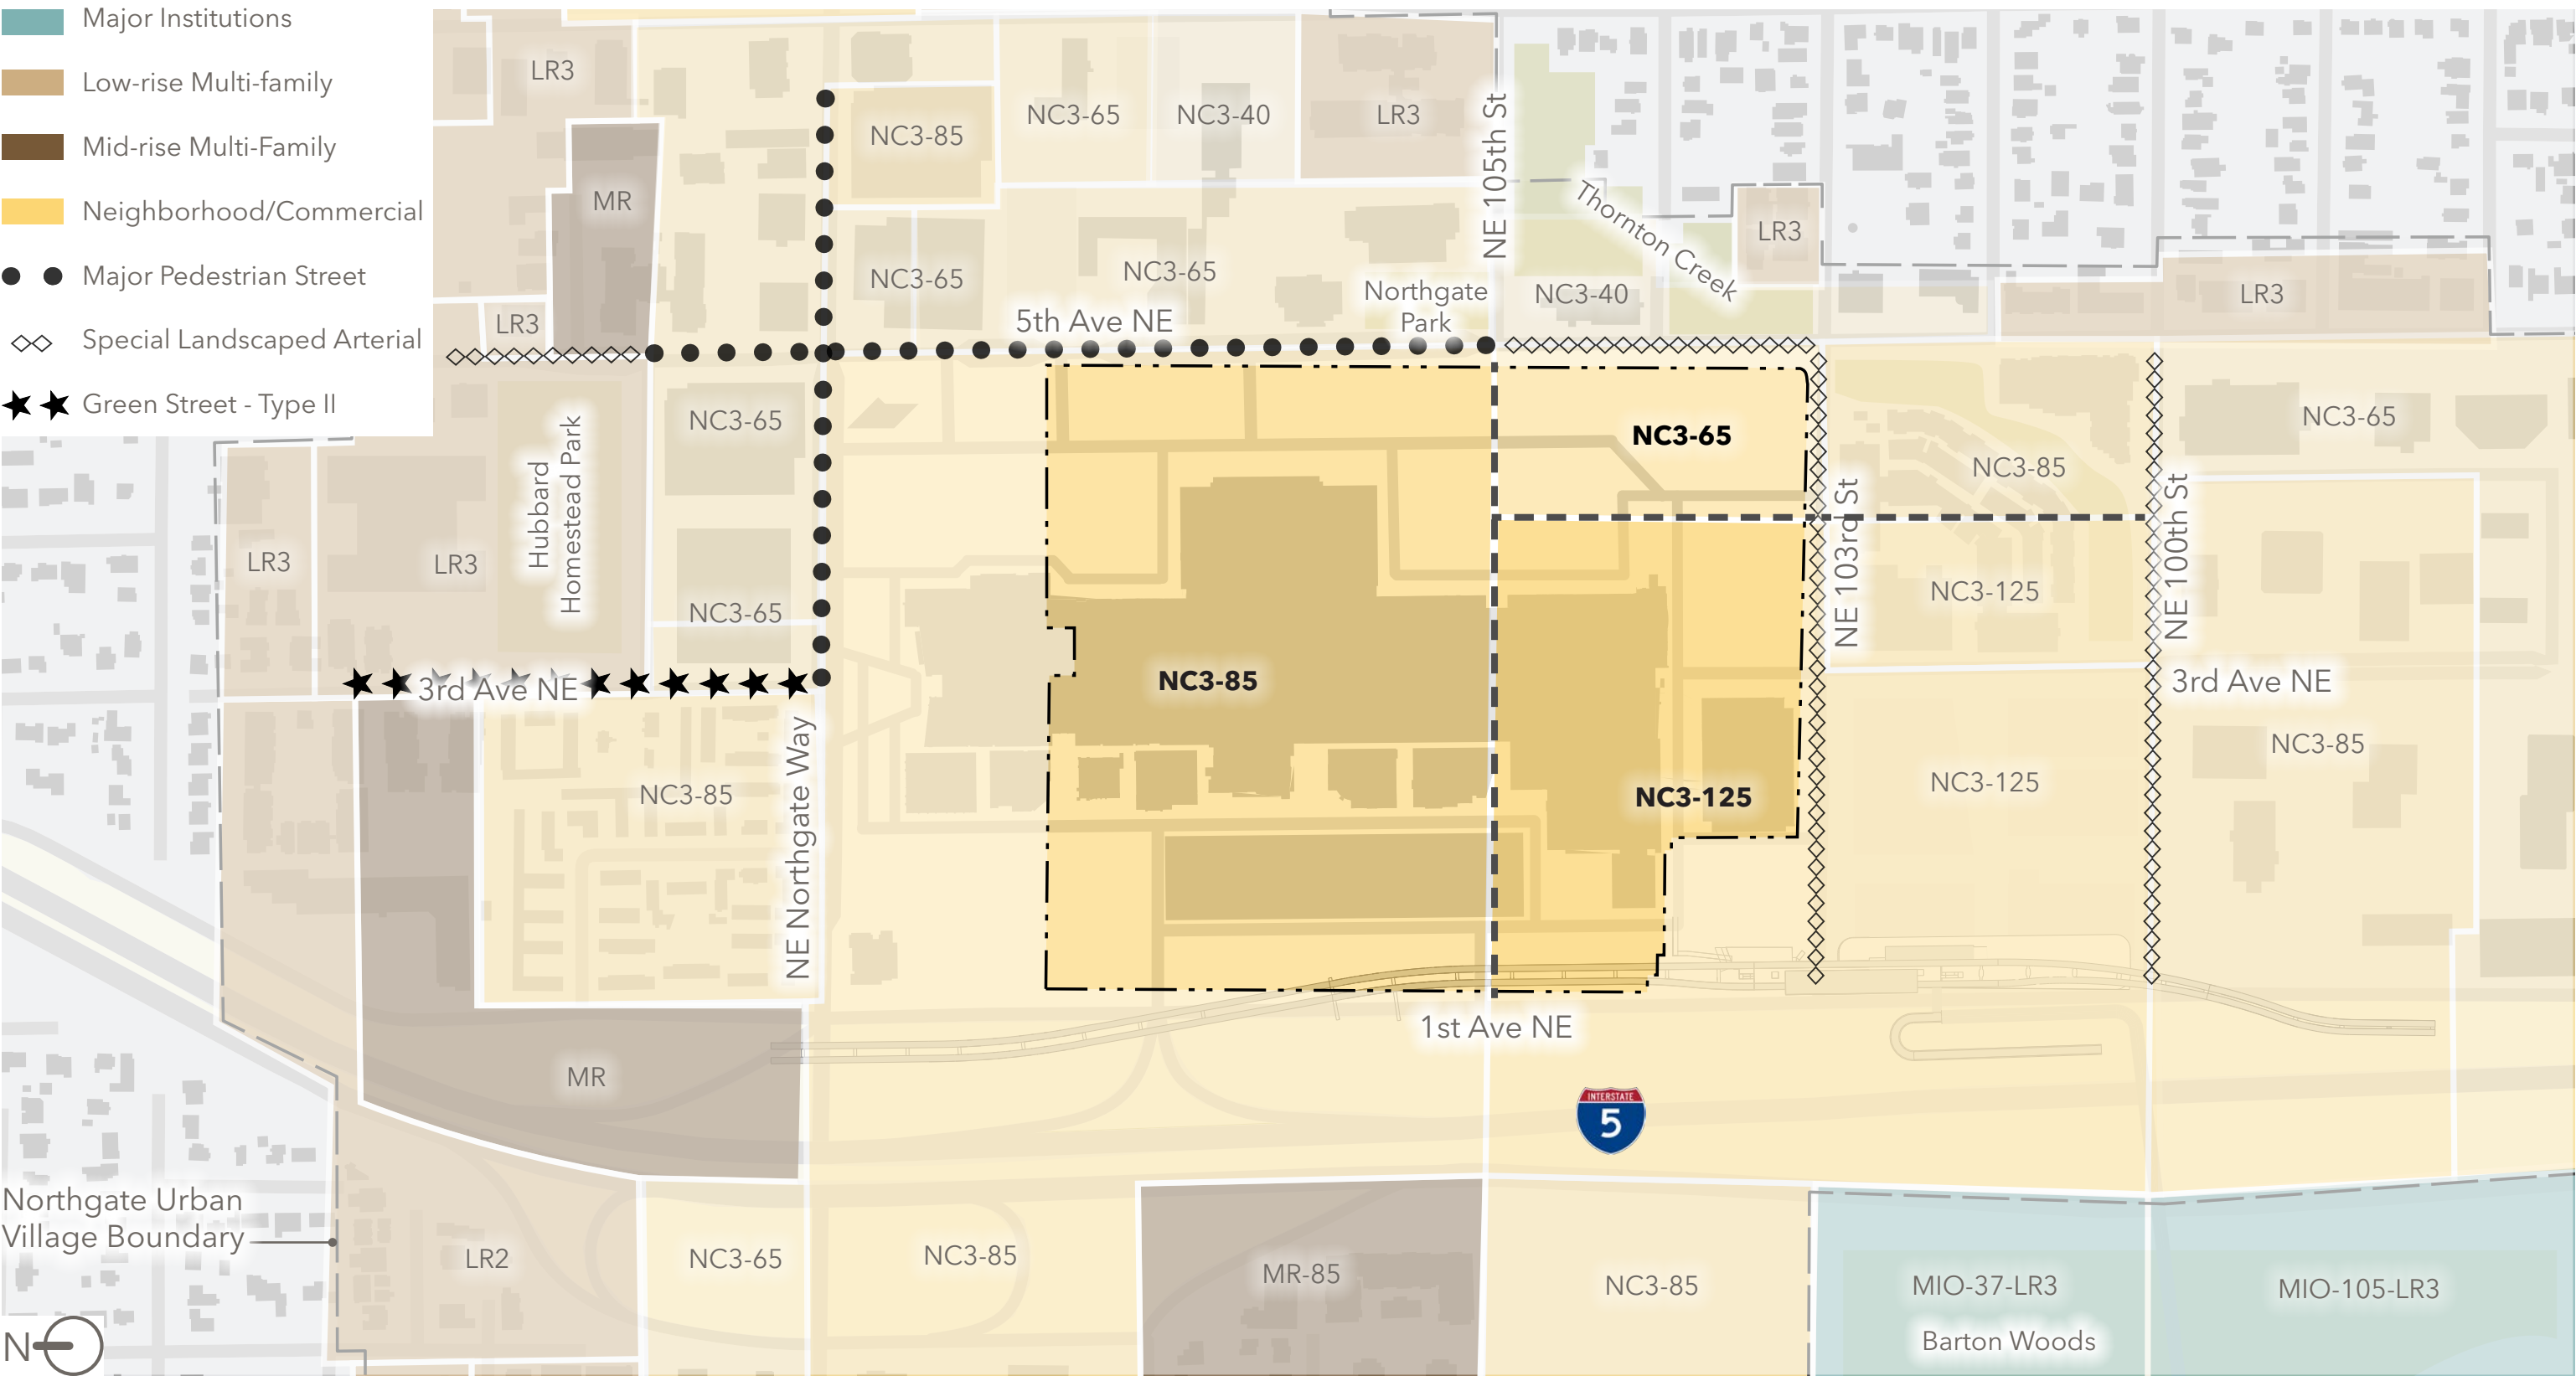 Major Institutions
Low-rise Multi-family
Mid-rise Multi-Family
Neighborhood/Commercial
Major Pedestrian Street
Special Landscaped Arterial
Green Street - Type II
LR3
MR
LR3
NC3-85
NC3-65
NC3-40
LR3
NE 105th St
Thornton Creek
LR3
NC3-65
NC3-65
Northgate
Park
NC3-40
LR3
5th Ave NE
NC3-65
Hubbard
Homestead Park
LR3
LR3
NC3-65
NC3-65
NC3-85
NE 103rd St
NC3-125
NE 100th St
NC3-65
NC3-65
3rd Ave NE
NC3-85
NC3-125
NC3-125
3rd Ave NE
NC3-85
NC3-85
NE Northgate Way
1st Ave NE
MR
INTERSTATE
5
Northgate Urban
Village Boundary
LR2
NC3-65
NC3-85
MR-85
NC3-85
MIO-37-LR3
Barton Woods
MIO-105-LR3
N